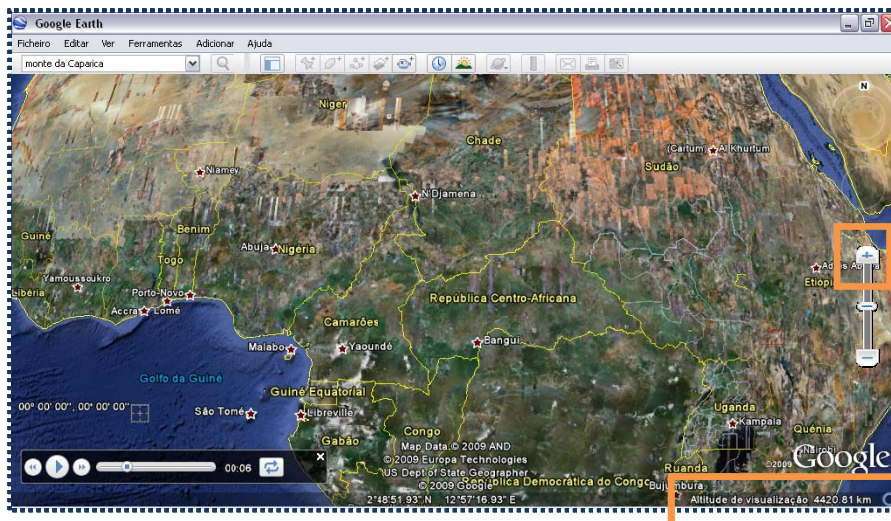 Google Earth
Ficheiro Editar Ver Ferramentas Adicionar Ajuda
monte da Caparica
N
Niger
Chade
(Cartum) Al Khurtum
Sudão
Niamey
N'Djamena
Guiné
Benim
Abuja Nigéria
Togo
Yamoussoukro
Libéria
Porto-Novo
Accra Lomé
Adis Abeba
Etiópia
República Centro-Africana
Camarões
Malabo
Yaoundé
Bangui
Golfo da Guiné
Guiné Equatorial
00° 00' 00", 00° 00' 00"
São Tomé
Libreville
Uganda
Kampala
Congo
Gabão
Quénia
Nairobi
Map Data © 2009 AND
© 2009 Europa Technologies
US Dept of State Geographer
© 2009 Google
República Democrática do Congo
Ruanda
Bujumbura
©2009 Google
00:06
2°48'51.93" N 12°57'16.93" E
Altitude de visualização 4420.81 km